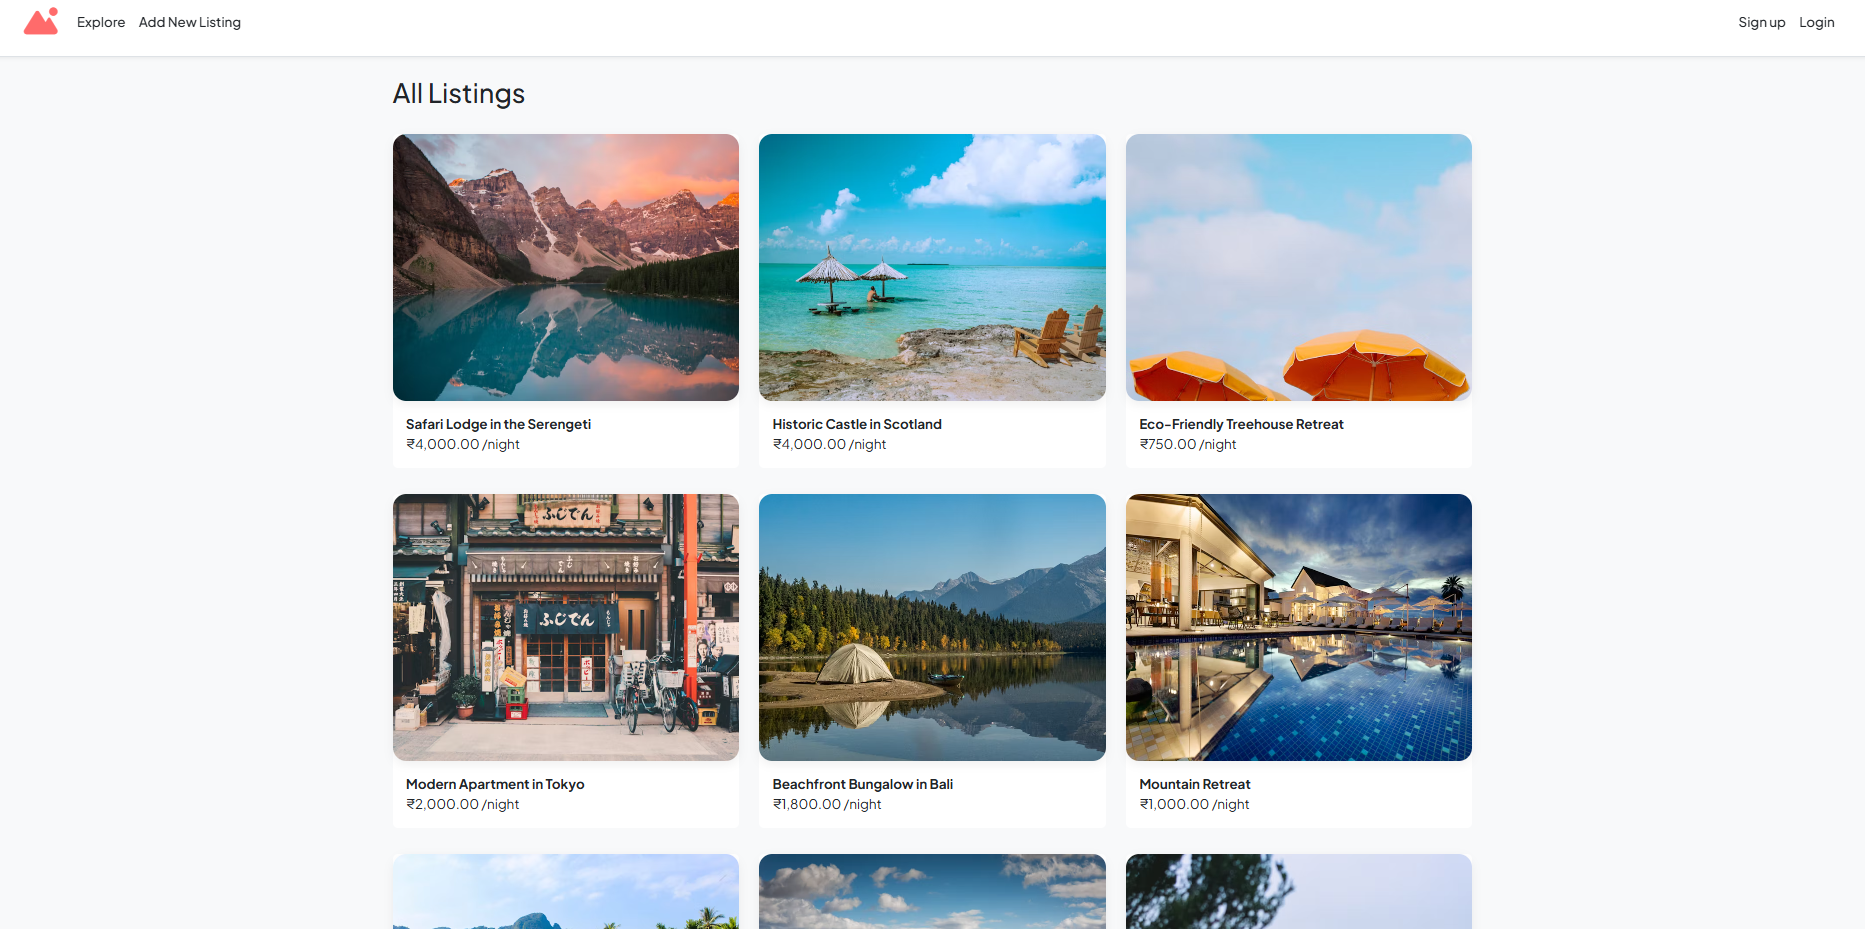 Explore Add New Listing Sign up Login
All Listings
Safari Lodge in the Serengeti
₹4,000.00 /night
Historic Castle in Scotland
₹4,000.00 /night
Eco-Friendly Treehouse Retreat
₹750.00 /night
ふじでん
ふじでん
Modern Apartment in Tokyo
₹2,000.00 /night
Beachfront Bungalow in Bali
₹1,800.00 /night
Mountain Retreat
₹1,000.00 /night